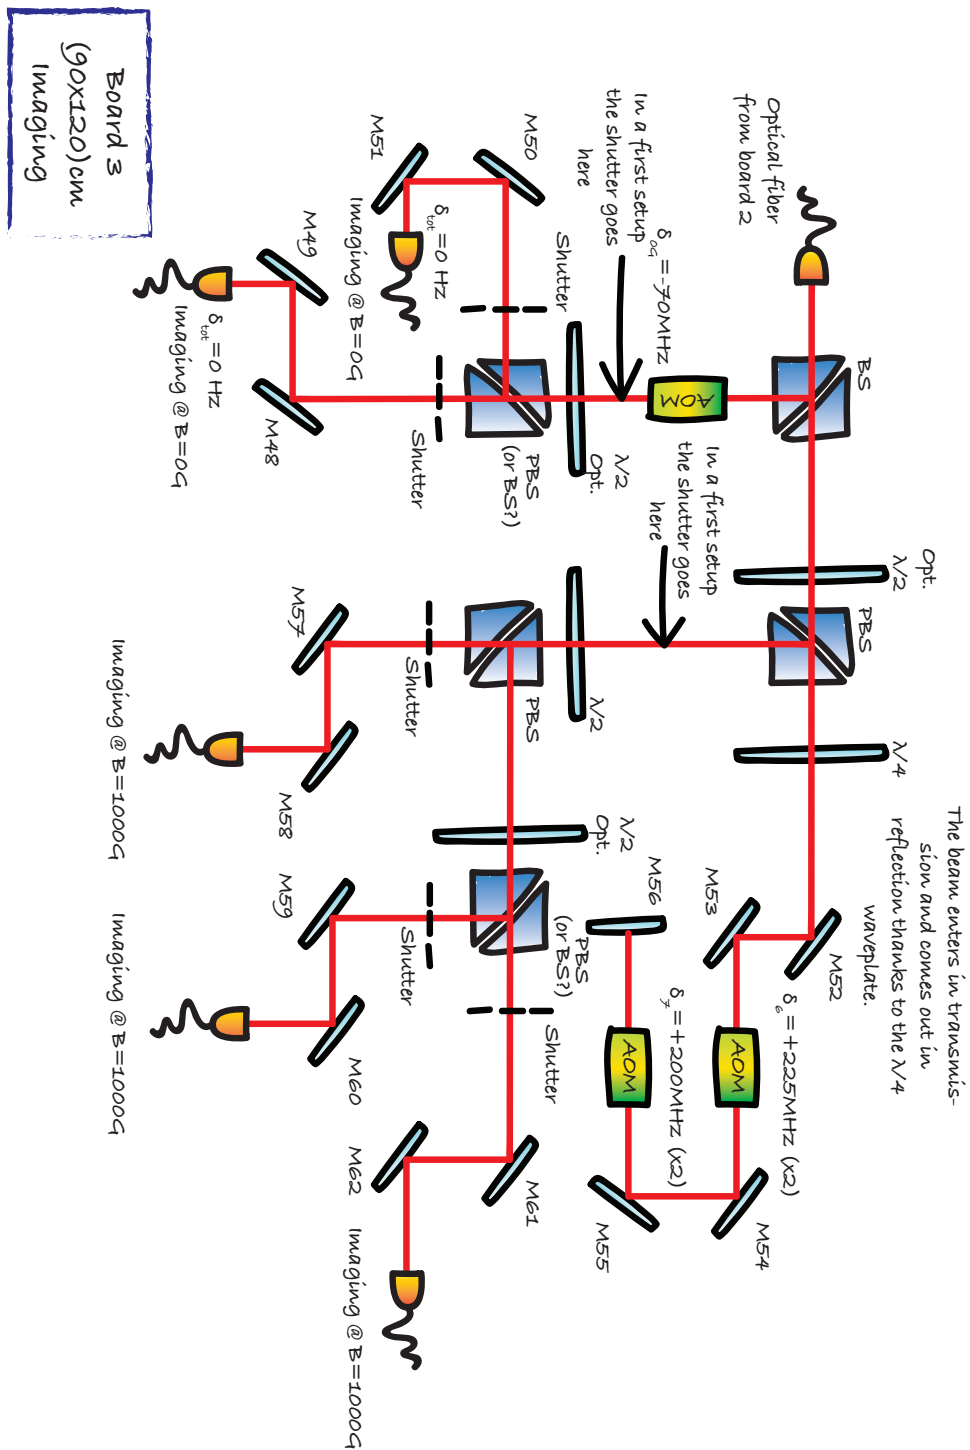 Board 3
(90x120)cm
Imaging
Optical fiber
from board 2
BS
Opt.
λ/2
PBS
λ/4
The beam enters in transmis-
sion and comes out in
reflection thanks to the λ/4
waveplate.
M52
M53
δ6=+225MHz (x2)
AOM
M54
M55
δ7=+200MHz (x2)
AOM
M56
In a first setup
the shutter goes
here
δ09=-70MHz
AOM
In a first setup
the shutter goes
here
λ/2
Opt.
PBS
(or BS?)
Shutter
M50
M51
δtot=0 Hz
Imaging @ B=0G
Shutter
M48
M49
δtot=0 Hz
Imaging @ B=0G
λ/2
PBS
Shutter
M57
M58
Imaging @ B=1000G
λ/2
Opt.
PBS
(or BS?)
Shutter
M59
M60
Imaging @ B=1000G
Shutter
M61
M62
Imaging @ B=1000G